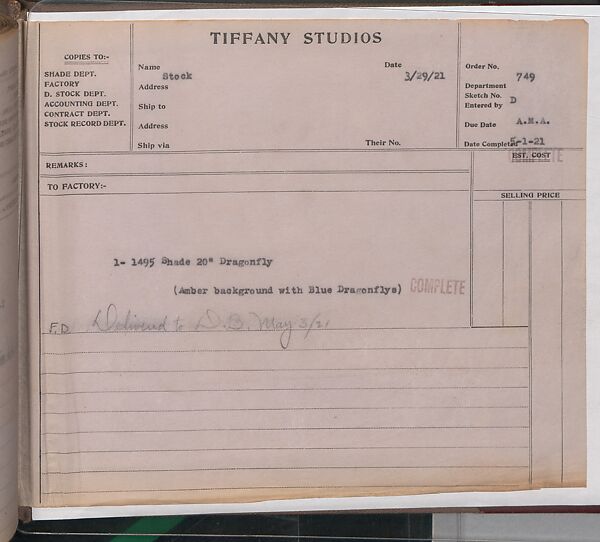 TIFFANY STUDIOS
COPIES TO:-
SHADE DEPT.
FACTORY
D. STOCK DEPT.
ACCOUNTING DEPT.
CONTRACT DEPT.
STOCK RECORD DEPT.
Name Stock
Date 3/29/21
Address
Ship to
Address
Ship via
Their No.
Order No. 749
Department
Sketch No. D
Entered by
Due Date A.M.A.
Date Completed 5-1-21
COMPLETE
EST. COST
REMARKS:
TO FACTORY:-
SELLING PRICE
1- 1495 Shade 20" Dragonfly
(Amber background with Blue Dragonflys) COMPLETE
F.D Delivered to D.B. May 3/21